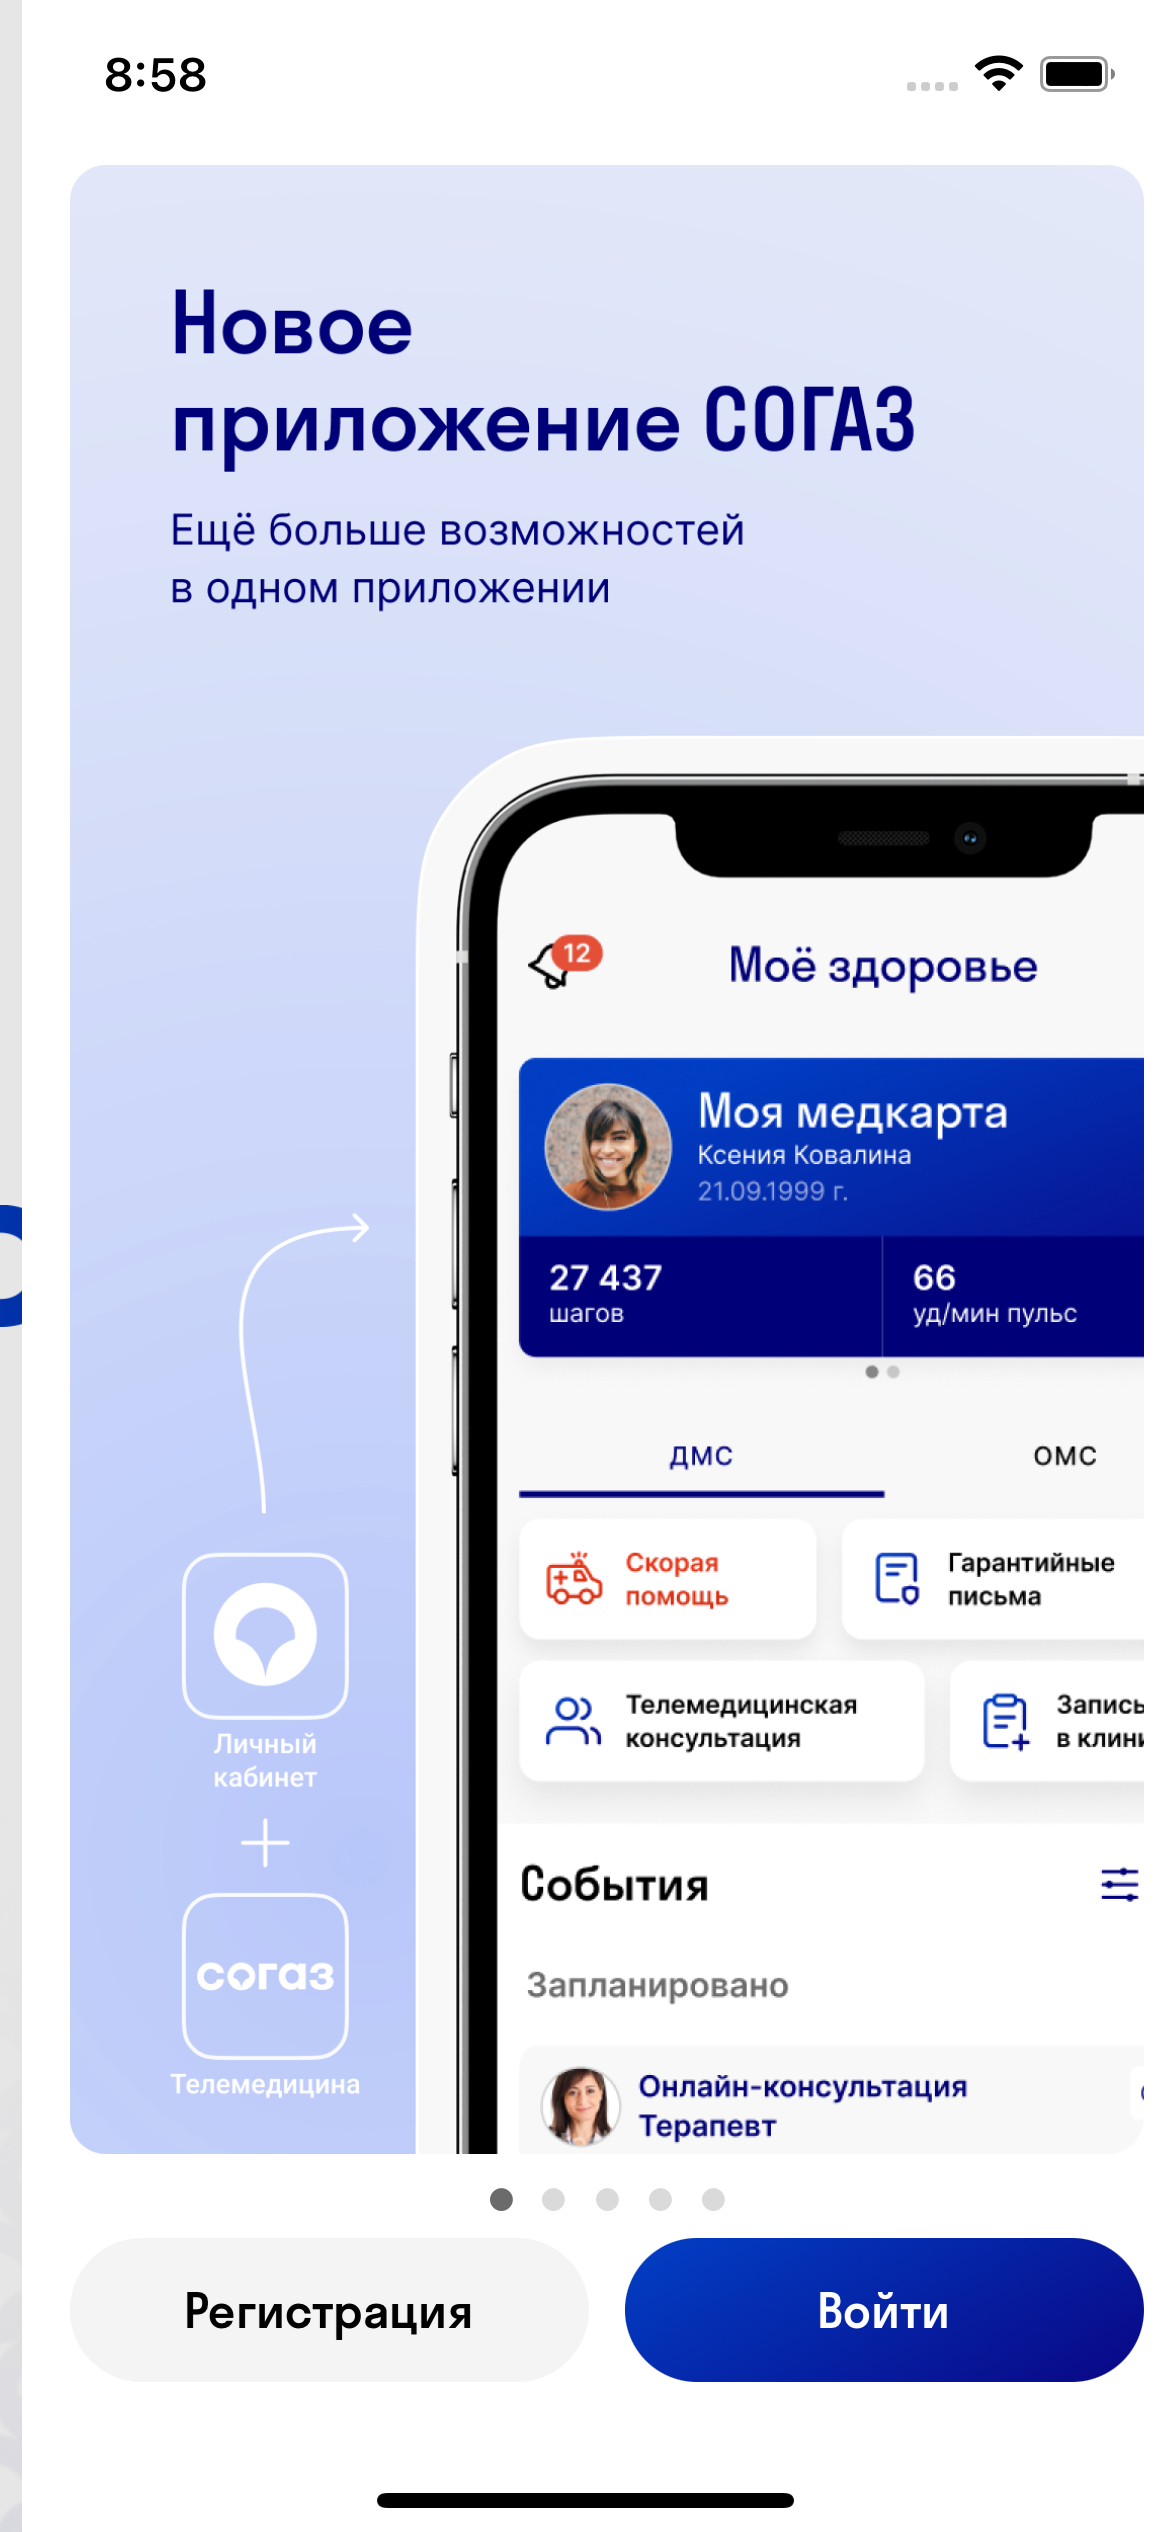 8:58
Новое
приложение СОГАЗ
Ещё больше возможностей
в одном приложении
12
Моё здоровье
Моя медкарта
Ксения Ковалина
21.09.1999 г.
27 437
шагов
66
уд/мин пульс
ДМС
ОМС
Скорая
помощь
Гарантийные
письма
Телемедицинская
консультация
Запись
в клини
Личный
кабинет
согаз
Телемедицина
События
Запланировано
Онлайн-консультация
Терапевт
Регистрация
Войти